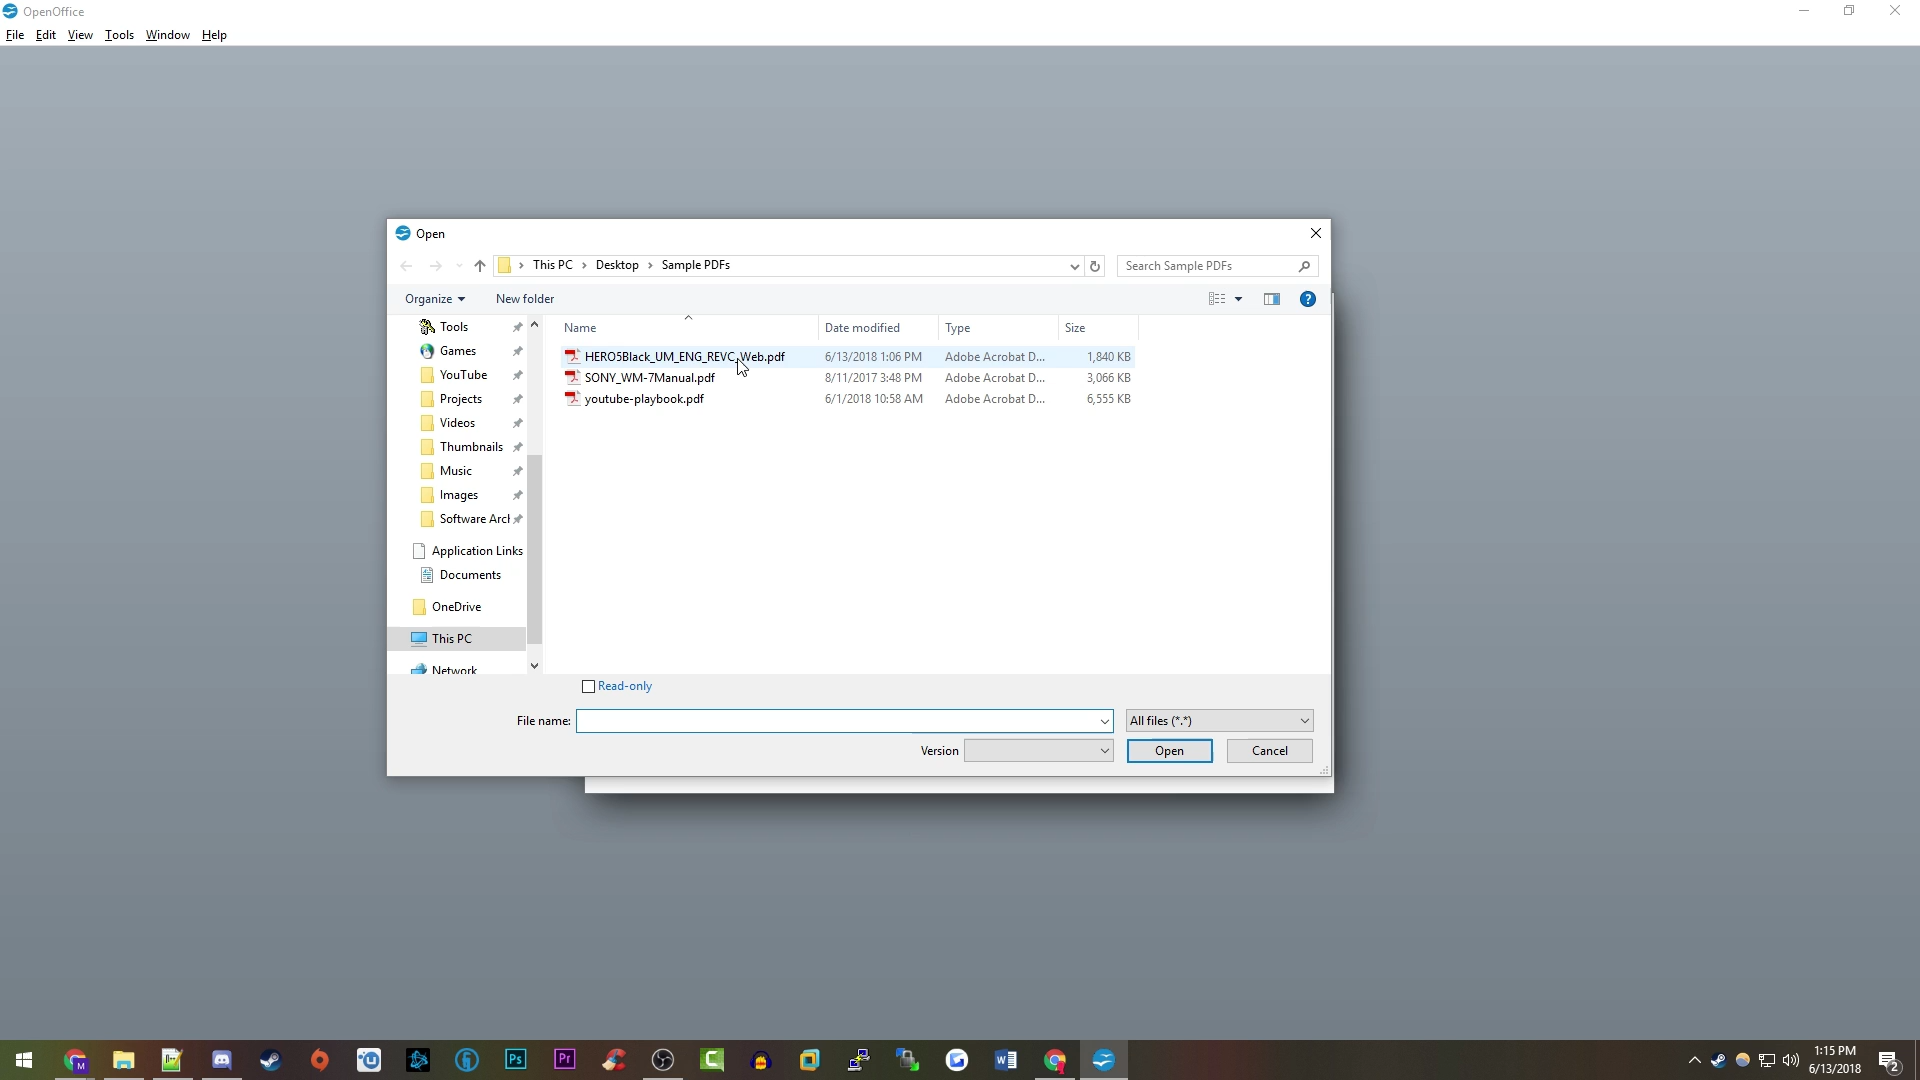 OpenOffice
File Edit View Tools Window Help
Open
This PC Desktop Sample PDFs
Search Sample PDFs
Organize New folder
Name Date modified Type Size
HERO5Black_UM_ENG_REVC_Web.pdf 6/13/2018 1:06 PM Adobe Acrobat D... 1,840 KB
SONY_WM-7Manual.pdf 8/11/2017 3:48 PM Adobe Acrobat D... 3,066 KB
youtube-playbook.pdf 6/1/2018 10:58 AM Adobe Acrobat D... 6,555 KB
Tools
Games
YouTube
Projects
Videos
Thumbnails
Music
Images
Software Arcl
Application Links
Documents
OneDrive
This PC
Network
Read-only
File name:
All files (*.*)
Version
Open Cancel
Ps Pr
1:15 PM
6/13/2018
2